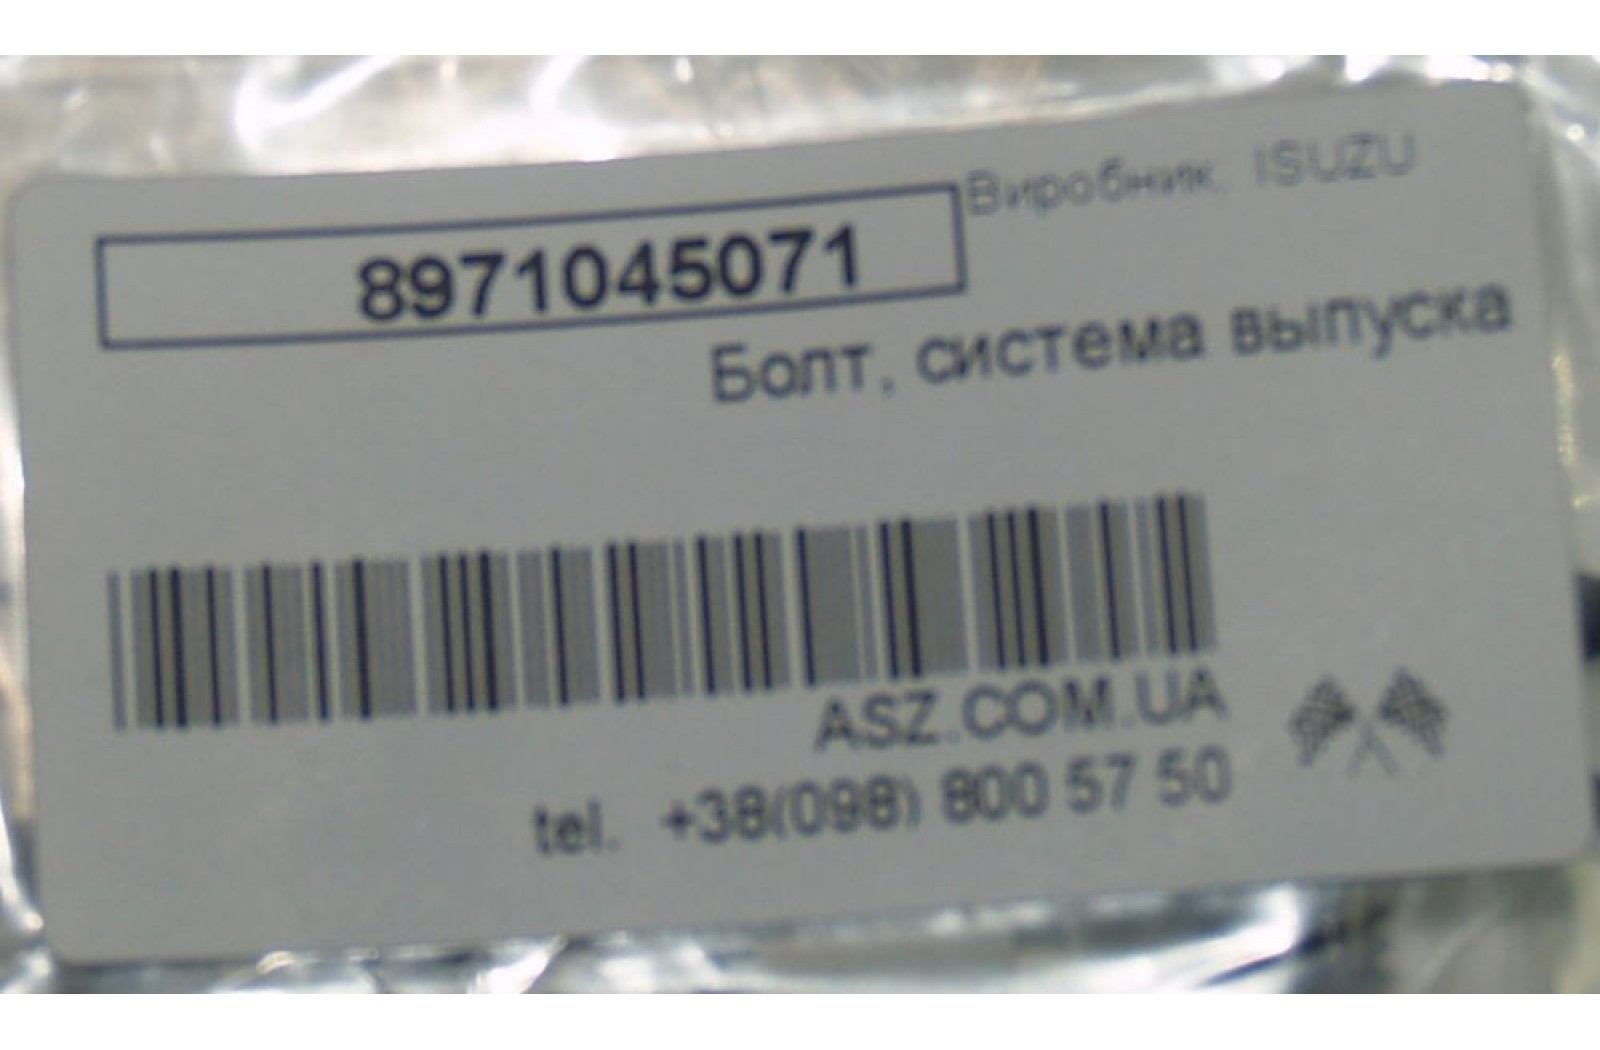 Виробник. ISUZU
8971045071
Болт, система выпуска
ASZ.COM.UA
tel. +38(098) 800 57 50